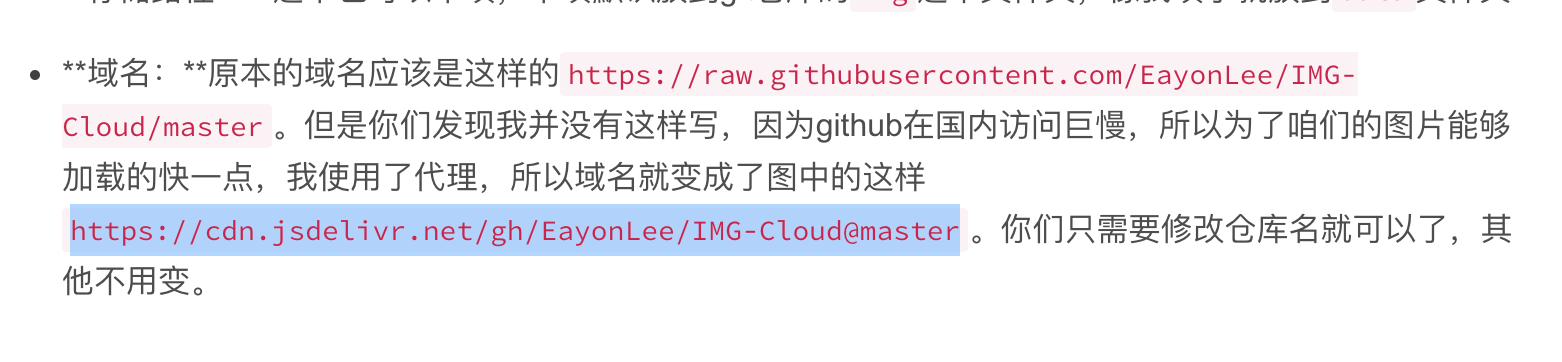 **域名：**原本的域名应该是这样的 https://raw.githubusercontent.com/EayonLee/IMG-
Cloud/master 。但是你们发现我并没有这样写，因为github在国内访问巨慢，所以为了咱们的图片能够
加载的快一点，我使用了代理，所以域名就变成了图中的这样
https://cdn.jsdelivr.net/gh/EayonLee/IMG-Cloud@master 。你们只需要修改仓库名就可以了，其
他不用变。